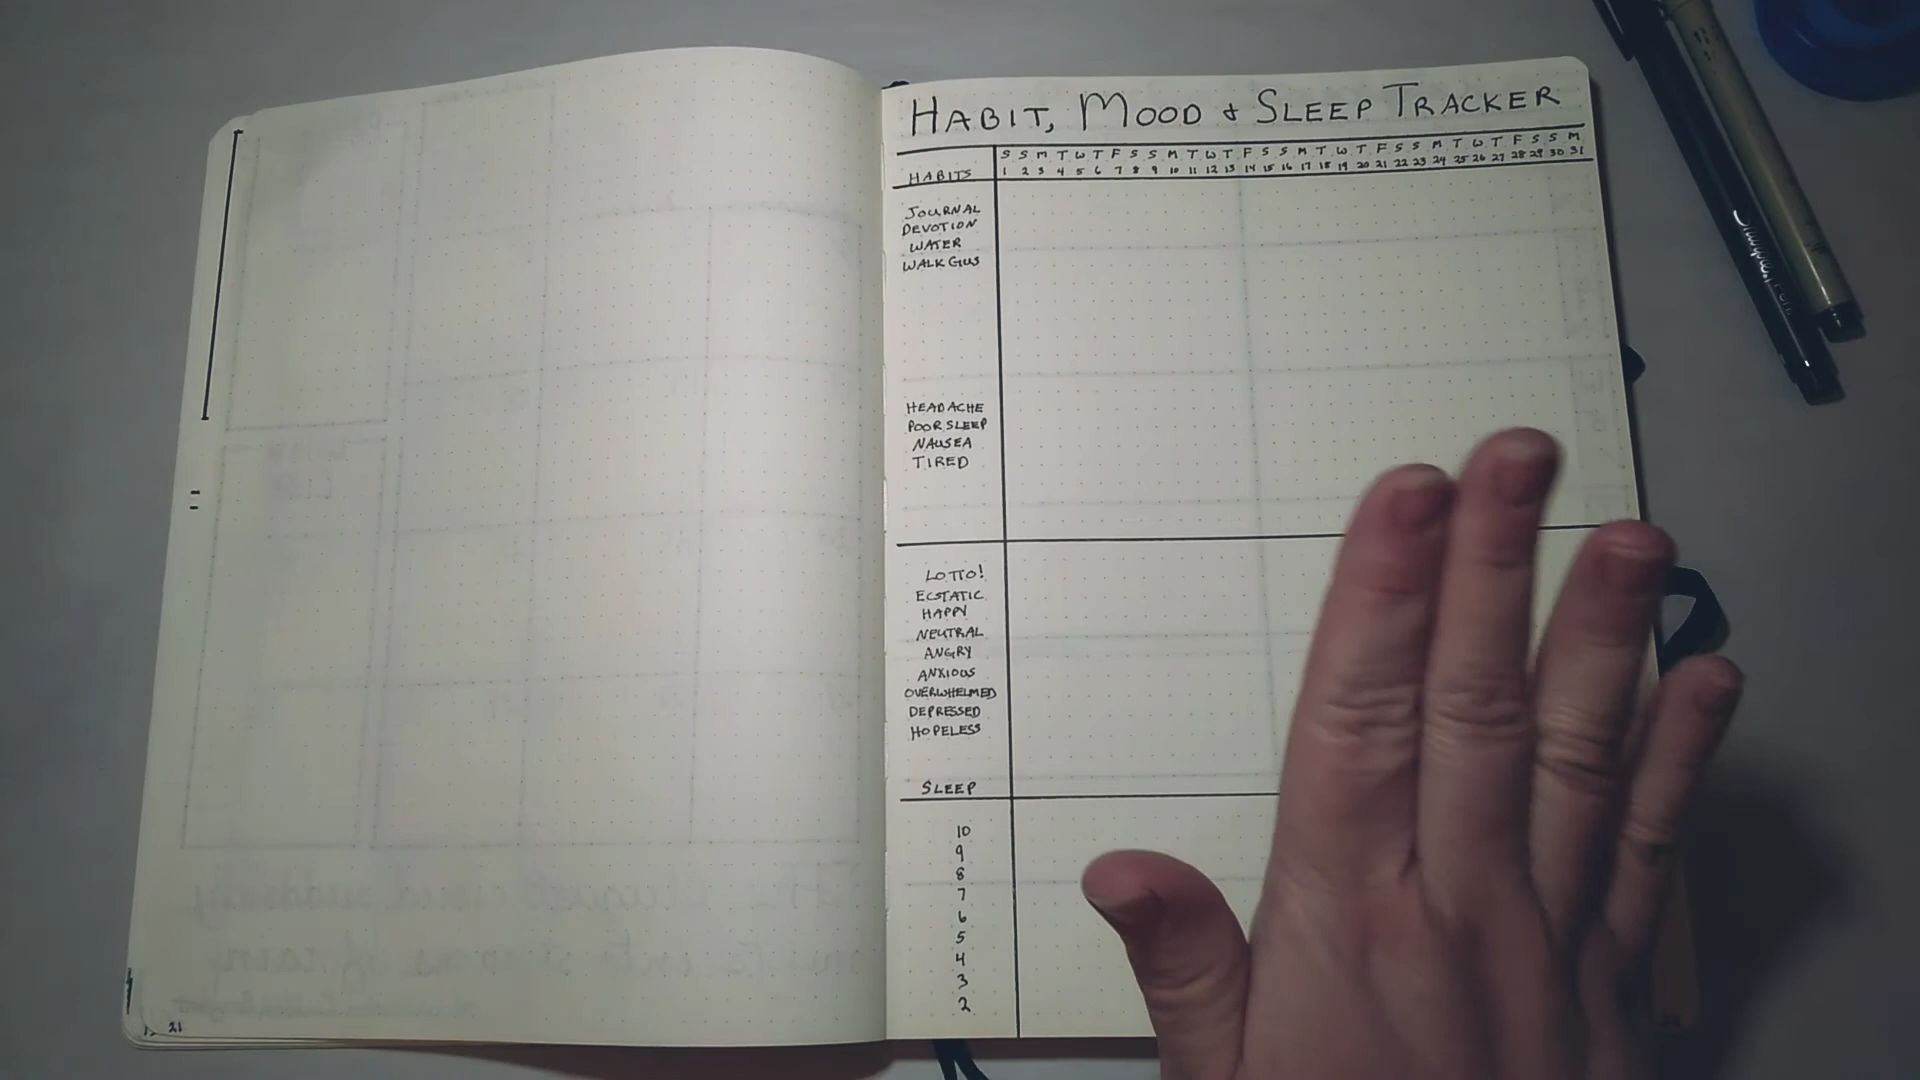 HABIT, MOOD & SLEEP TRACKER
S S M T W T F S S M T W T F S S M T W T F S S M T W T F S S M
HABITS 1 2 3 4 5 6 7 8 9 10 11 12 13 14 15 16 17 18 19 20 21 22 23 24 25 26 27 28 29 30 31
JOURNAL
DEVOTION
WATER
WALK GUS
HEADACHE
POOR SLEEP
NAUSEA
TIRED
LOTTO!
ECSTATIC
HAPPY
NEUTRAL
ANGRY
ANXIOUS
OVERWHELMED
DEPRESSED
HOPELESS
SLEEP
10
9
8
7
6
5
4
3
2
21